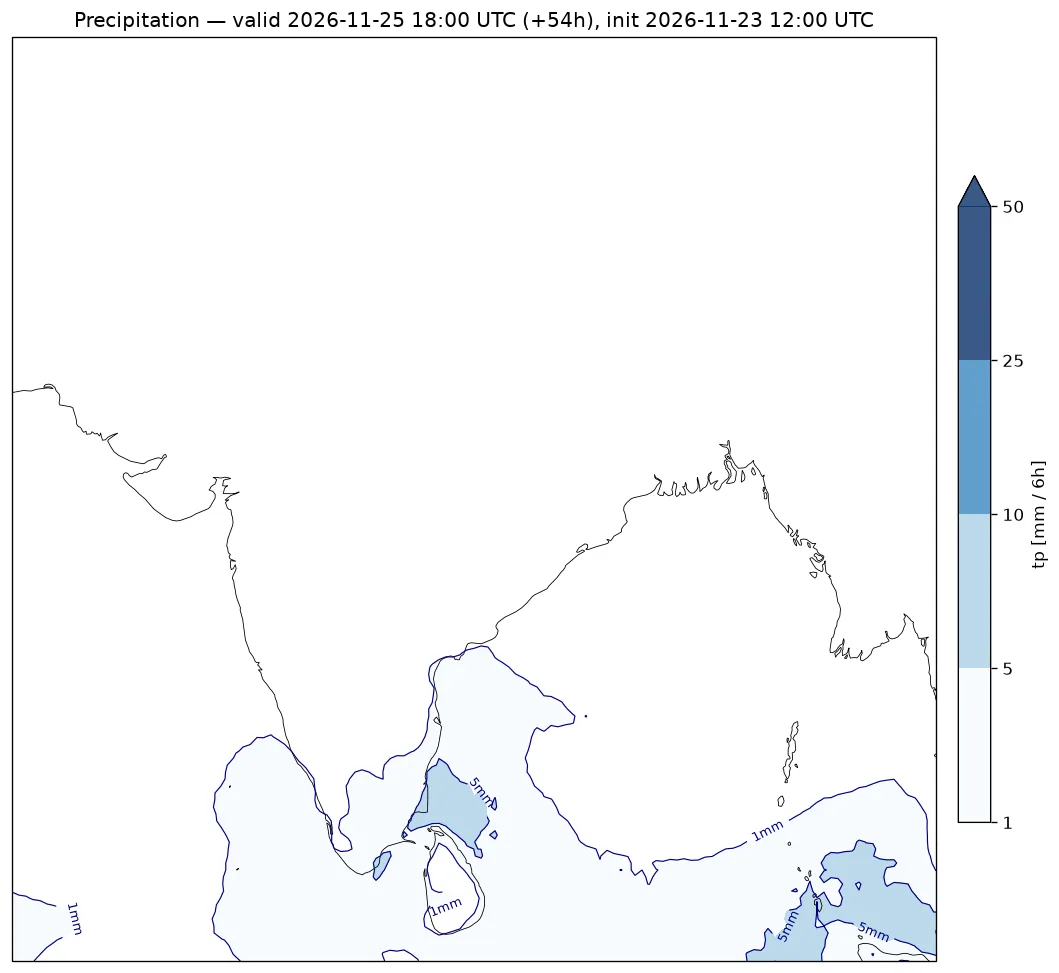 Precipitation — valid 2026-11-25 18:00 UTC (+54h), init 2026-11-23 12:00 UTC
50
25
10
5
1
tp [mm / 6h]
5mm
1mm
1mm
1mm
5mm
5mm